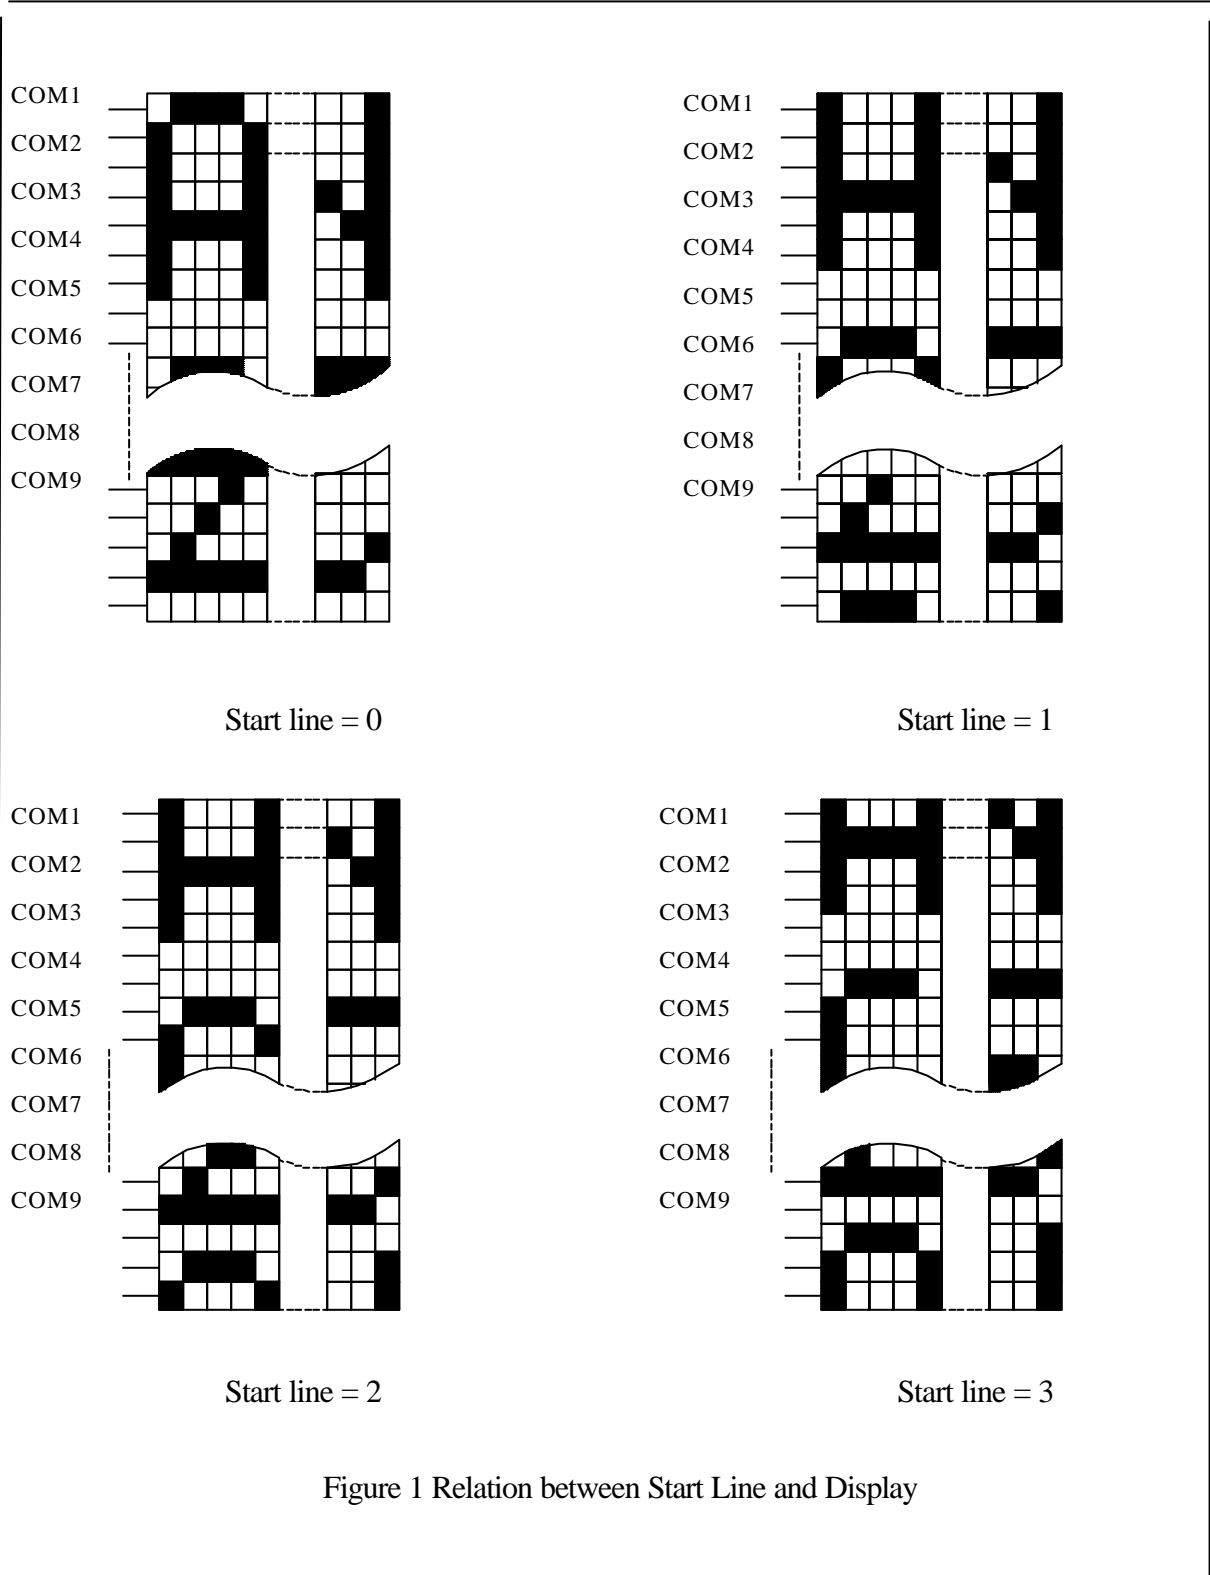 COM1
COM2
COM3
COM4
COM5
COM6
COM7
COM8
COM9
Start line = 0
COM1
COM2
COM3
COM4
COM5
COM6
COM7
COM8
COM9
Start line = 1
COM1
COM2
COM3
COM4
COM5
COM6
COM7
COM8
COM9
Start line = 2
COM1
COM2
COM3
COM4
COM5
COM6
COM7
COM8
COM9
Start line = 3
Figure 1 Relation between Start Line and Display